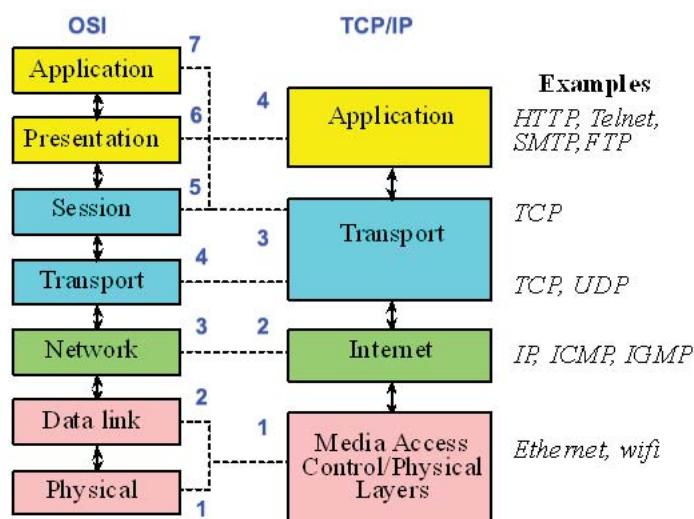 OSI
TCP/IP
7
Application
Examples
6
4
Application
HTTP, Telnet,
SMTP,FTP
Presentation
5
Session
TCP
3
Transport
4
Transport
TCP, UDP
3
2
Network
Internet
IP, ICMP, IGMP
2
Data link
1
Media Access
Control/Physical
Layers
Ethernet, wifi
Physical
1